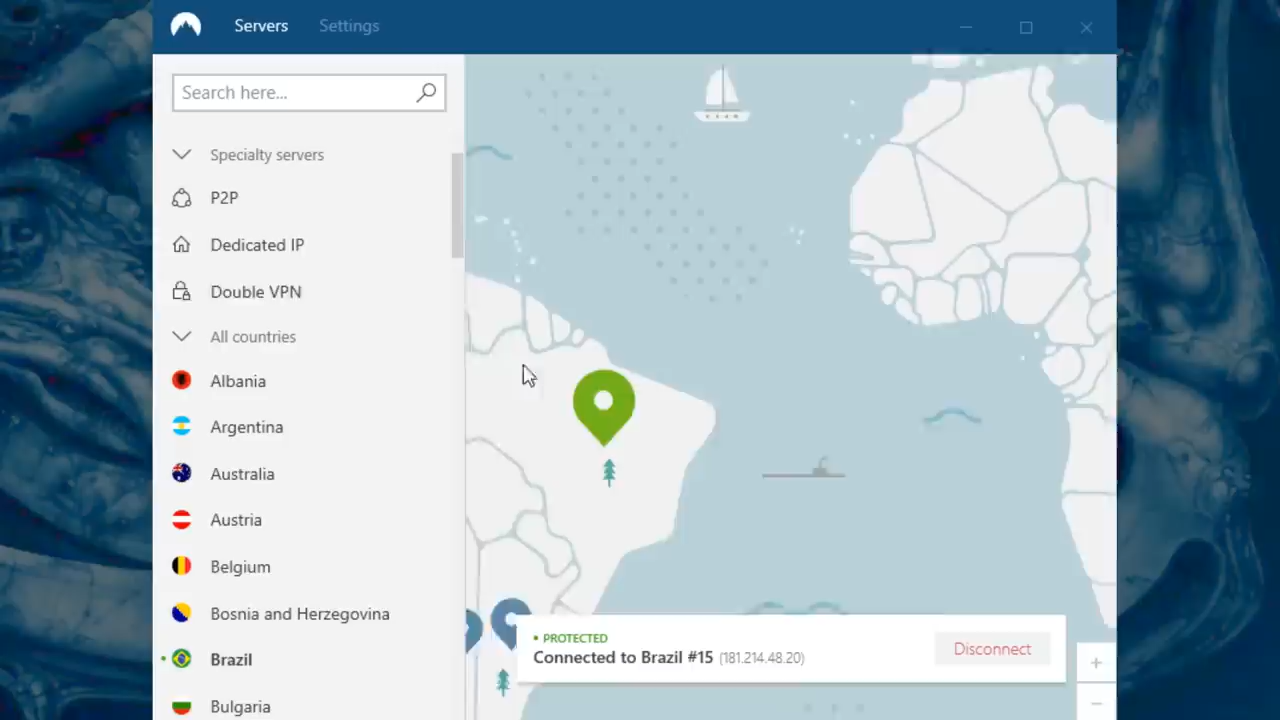 Servers Settings
Search here...
Specialty servers
P2P
Dedicated IP
Double VPN
All countries
Albania
Argentina
Australia
Austria
Belgium
Bosnia and Herzegovina
Brazil
Bulgaria
PROTECTED
Connected to Brazil #15 (181.214.48.20)
Disconnect